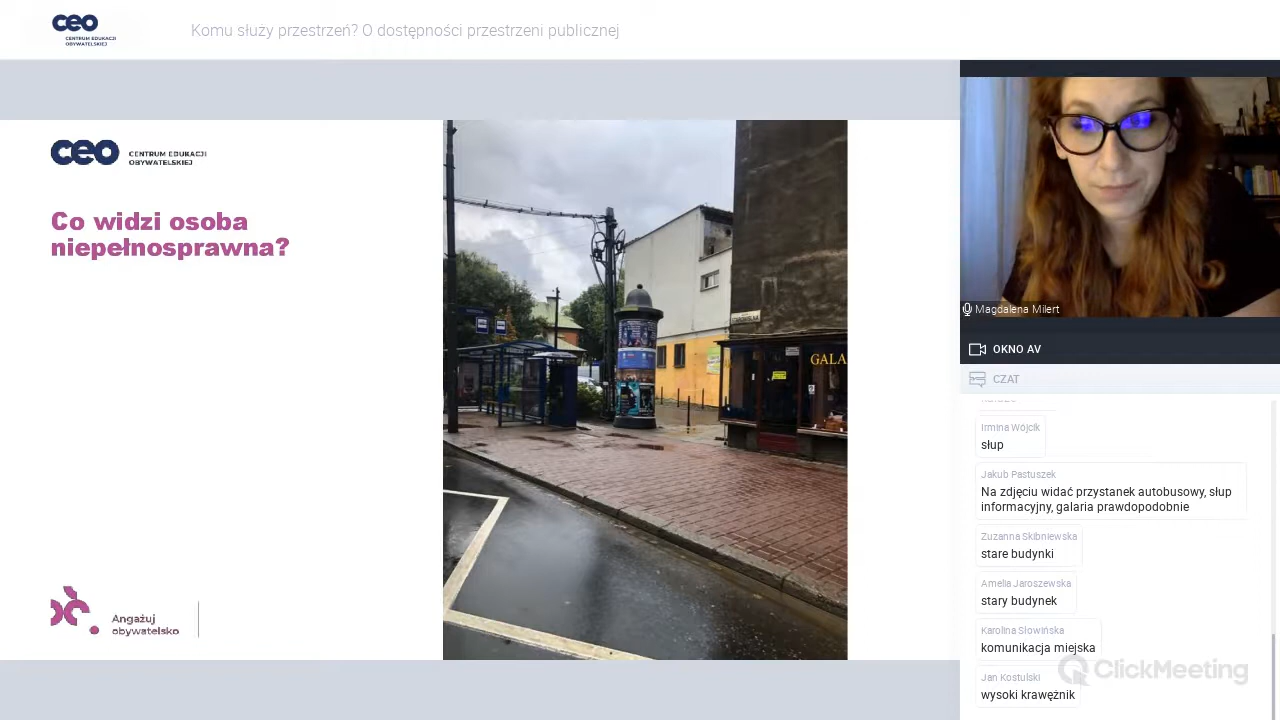 ceo
CENTRUM EDUKACJI
OBYWATELSKIEJ
Komu służy przestrzeń? O dostępności przestrzeni publicznej
ceo
CENTRUM EDUKACJI
OBYWATELSKIEJ
Co widzi osoba
niepełnosprawna?
GALA
Angażuj
obywatelsko
Magdalena Milert
OKNO AV
CZAT
Irmina Wójcik
słup
Jakub Pastuszek
Na zdjęciu widać przystanek autobusowy, słup
informacyjny, galaria prawdopodobnie
Zuzanna Skibniewska
stare budynki
Amelia Jaroszewska
stary budynek
Karolina Słowińska
komunikacja miejska
Jan Kostulski
wysoki krawężnik
ClickMeeting